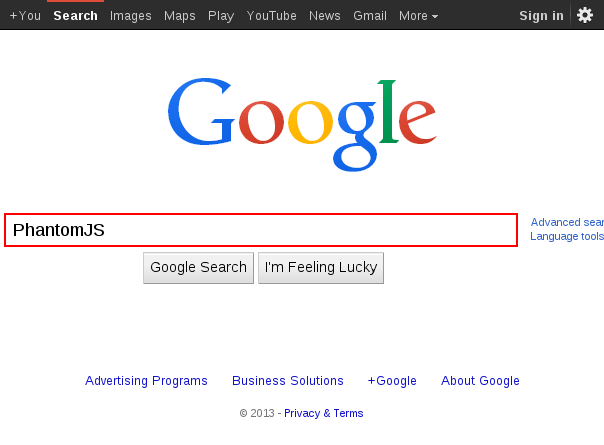 +You Search Images Maps Play YouTube News Gmail More Sign in
Google
PhantomJS
Advanced sear
Language tools
Google Search I'm Feeling Lucky
Advertising Programs Business Solutions +Google About Google
© 2013 - Privacy & Terms